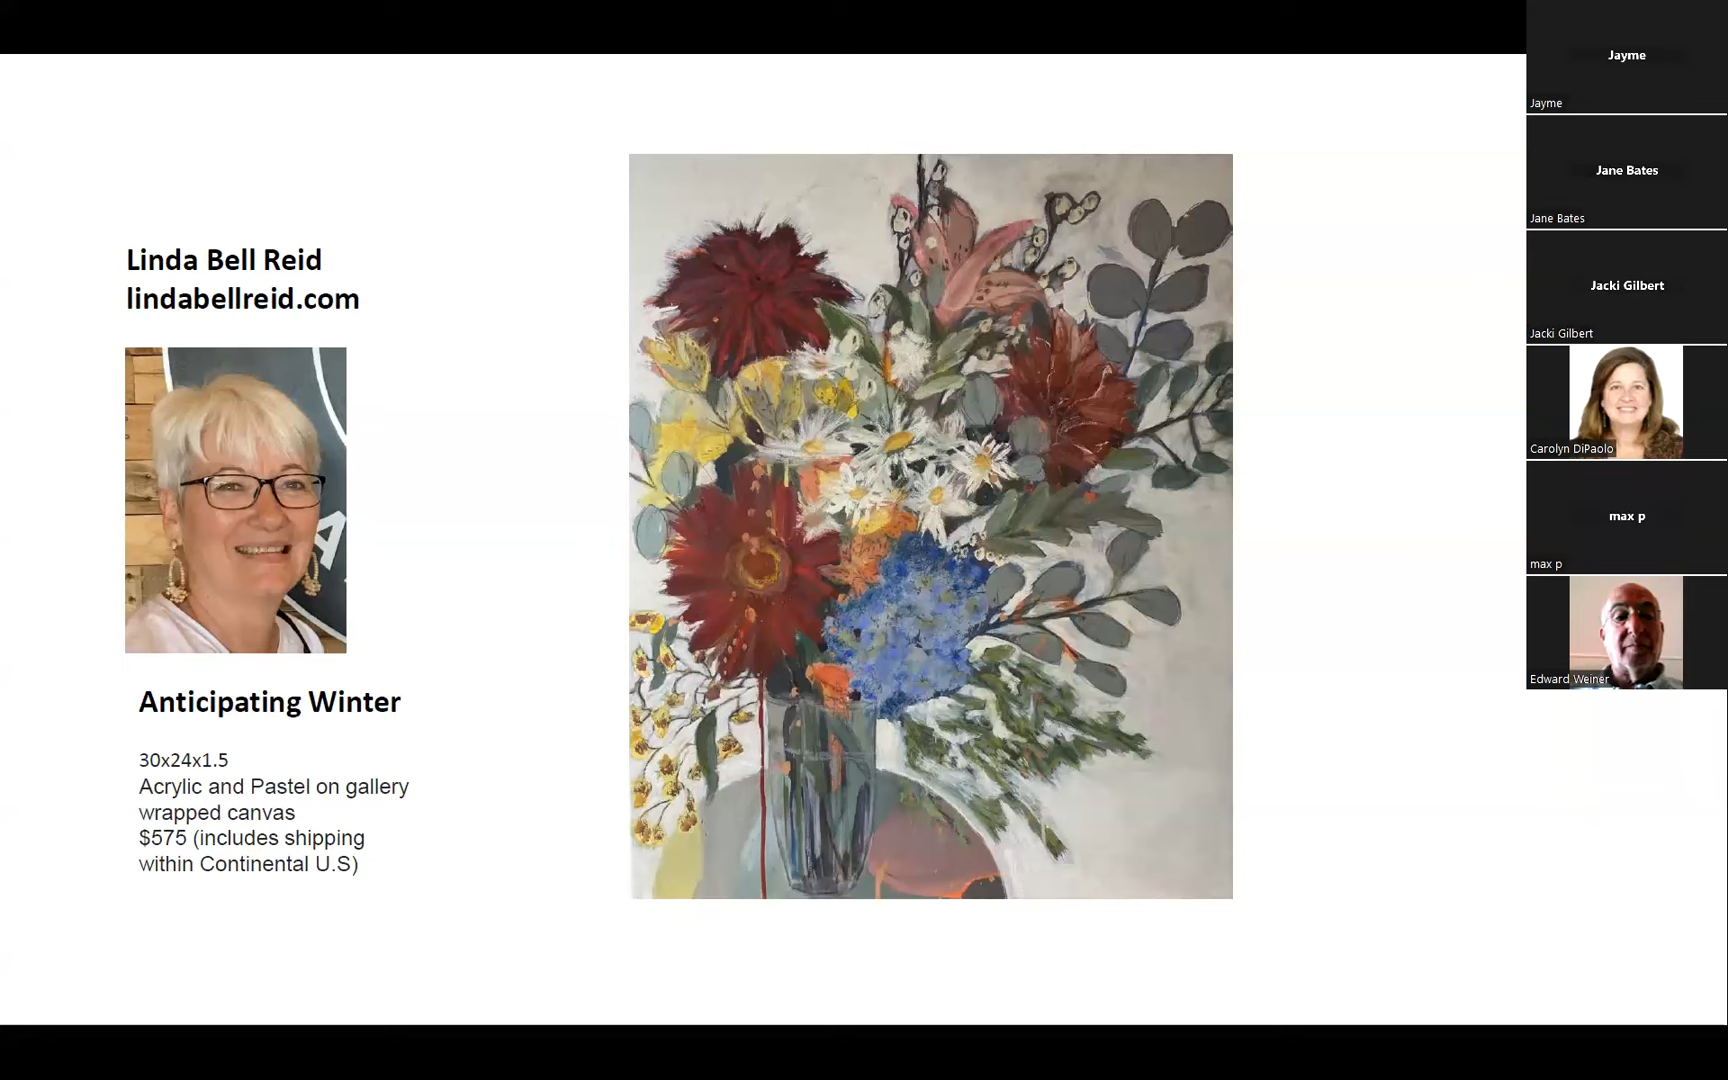 Linda Bell Reid
lindabellreid.com
Anticipating Winter
30x24x1.5
Acrylic and Pastel on gallery
wrapped canvas
$575 (includes shipping
within Continental U.S)
Jayme
Jayme
Jane Bates
Jane Bates
Jacki Gilbert
Jacki Gilbert
Carolyn DiPaolo
max p
max p
Edward Weiner